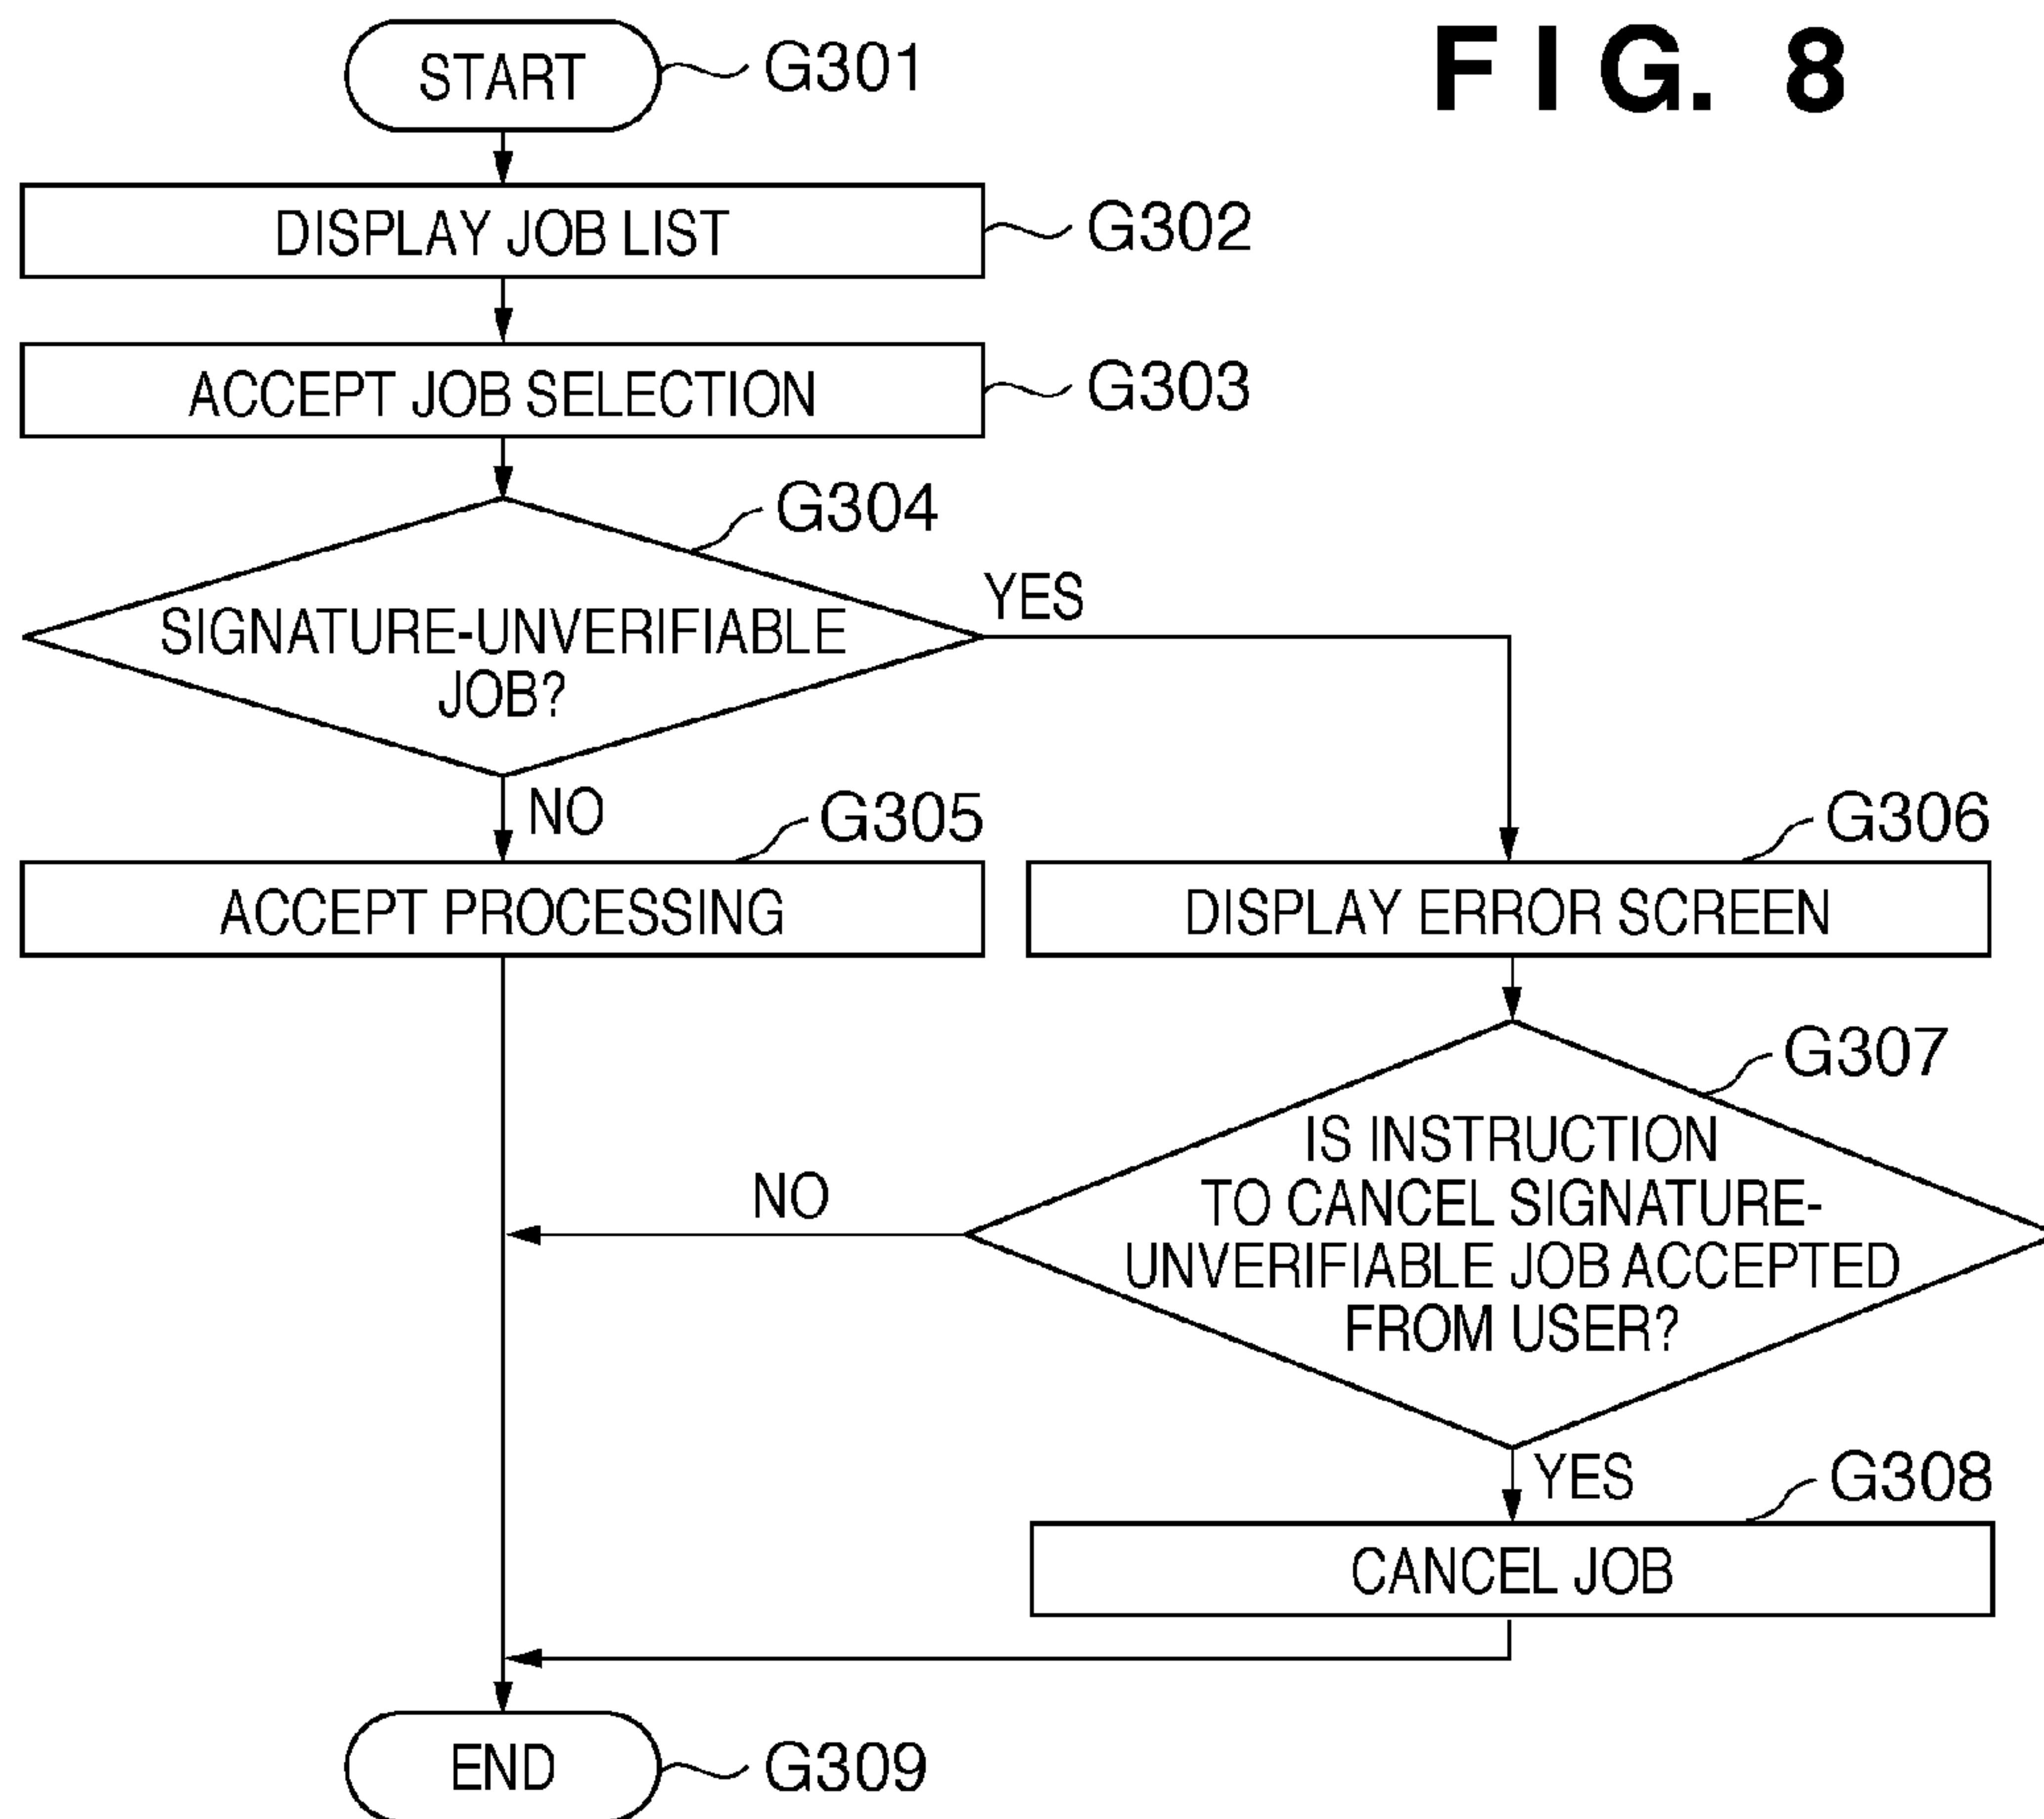 FIG. 8
START
G301
DISPLAY JOB LIST
G302
ACCEPT JOB SELECTION
G303
G304
SIGNATURE-UNVERIFIABLE
JOB?
YES
NO
G305
ACCEPT PROCESSING
G306
DISPLAY ERROR SCREEN
G307
IS INSTRUCTION
TO CANCEL SIGNATURE-
UNVERIFIABLE JOB ACCEPTED
FROM USER?
NO
YES
G308
CANCEL JOB
END
G309